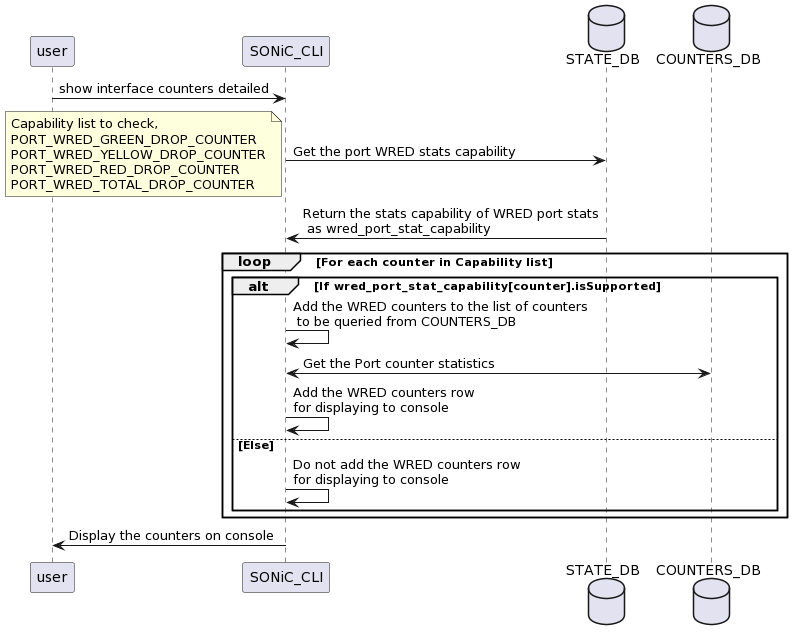 user
SONiC_CLI
STATE_DB
COUNTERS_DB
show interface counters detailed
Capability list to check,
PORT_WRED_GREEN_DROP_COUNTER
PORT_WRED_YELLOW_DROP_COUNTER
PORT_WRED_RED_DROP_COUNTER
PORT_WRED_TOTAL_DROP_COUNTER
Get the port WRED stats capability
Return the stats capability of WRED port stats
as wred_port_stat_capability
loop
[For each counter in Capability list]
alt
[If wred_port_stat_capability[counter].isSupported]
Add the WRED counters to the list of counters
to be queried from COUNTERS_DB
Get the Port counter statistics
Add the WRED counters row
for displaying to console
[Else]
Do not add the WRED counters row
for displaying to console
Display the counters on console
user
SONiC_CLI
STATE_DB
COUNTERS_DB